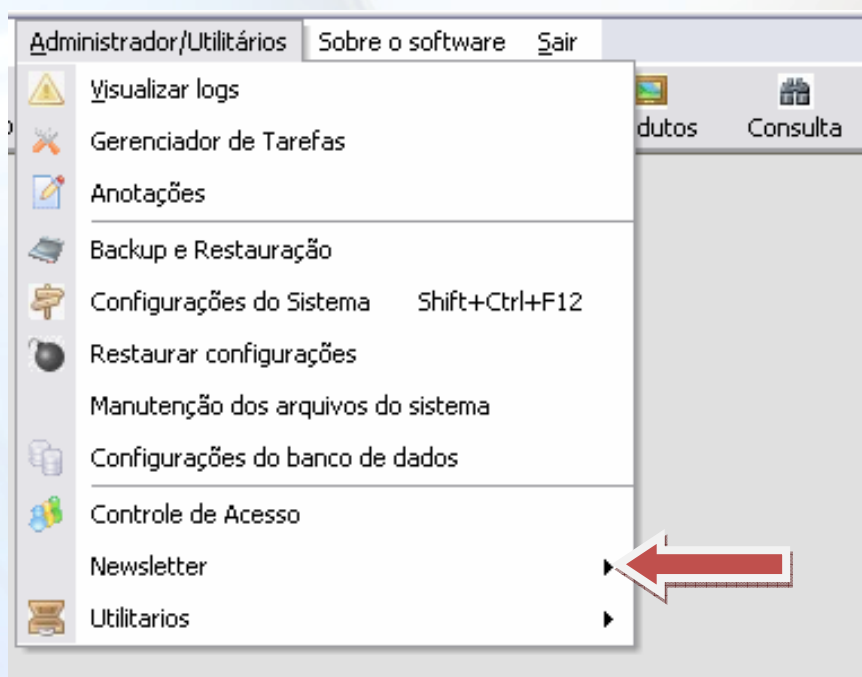 Administrador/Utilitários Sobre o software Sair
Visualizar logs
dutos Consulta
Gerenciador de Tarefas
Anotações
Backup e Restauração
Configurações do Sistema Shift+Ctrl+F12
Restaurar configurações
Manutenção dos arquivos do sistema
Configurações do banco de dados
Controle de Acesso
Newsletter
Utilitarios